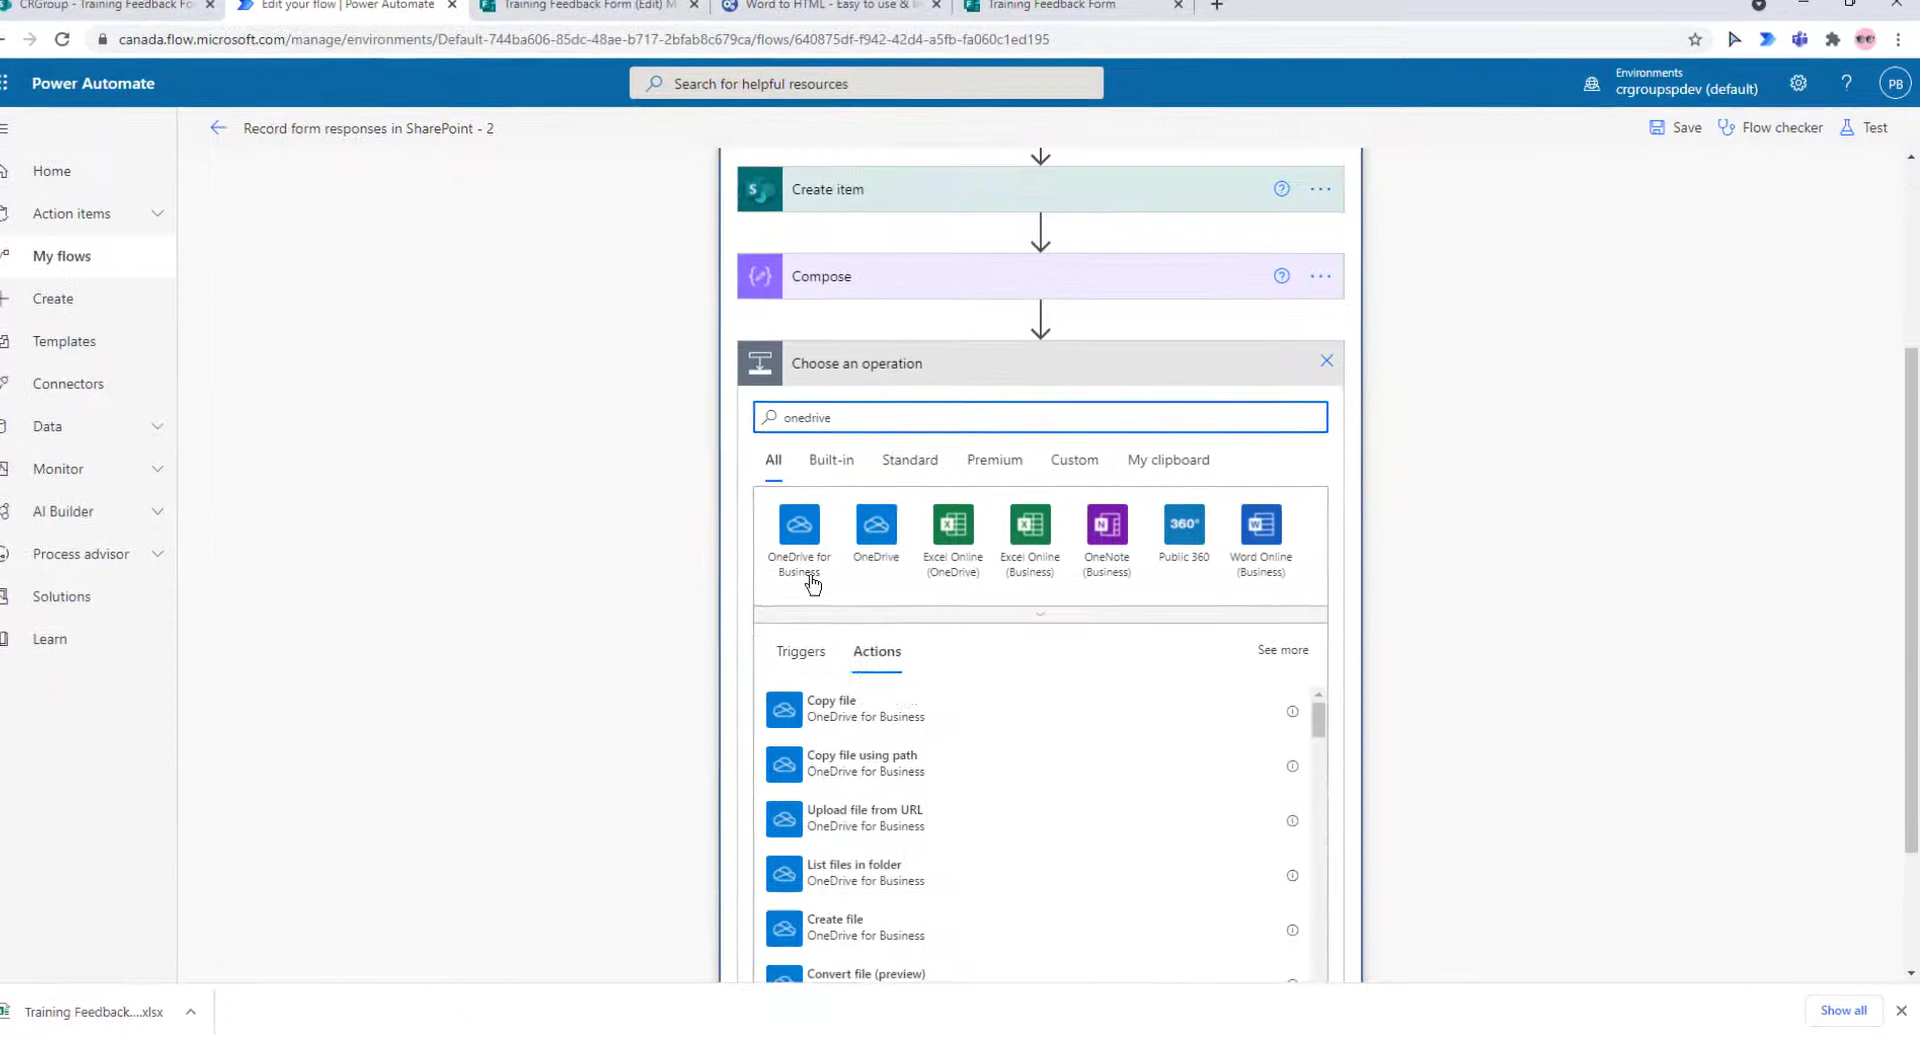 CRGroup - Training Feedback Fo
Edit your flow | Power Automate
Training Feedback Form (Edit) M
Word to HTML - Easy to use & l
Training Feedback Form
canada.flow.microsoft.com/manage/environments/Default-744ba606-85dc-48ae-b717-2bfab8c679ca/flows/640875df-f942-42d4-a5fb-fa060c1ed195
Power Automate
Search for helpful resources
Environments
crgroupspdev (default)
PB
Record form responses in SharePoint - 2
Save
Flow checker
Test
Home
Action items
My flows
Create
Templates
Connectors
Data
Monitor
AI Builder
Process advisor
Solutions
Learn
Create item
Compose
Choose an operation
onedrive
All
Built-in
Standard
Premium
Custom
My clipboard
OneDrive for Business
OneDrive
Excel Online (OneDrive)
Excel Online (Business)
OneNote (Business)
360°
Public 360
Word Online (Business)
Triggers
Actions
See more
Copy file
OneDrive for Business
Copy file using path
OneDrive for Business
Upload file from URL
OneDrive for Business
List files in folder
OneDrive for Business
Create file
OneDrive for Business
Convert file (preview)
Training Feedback....xlsx
Show all